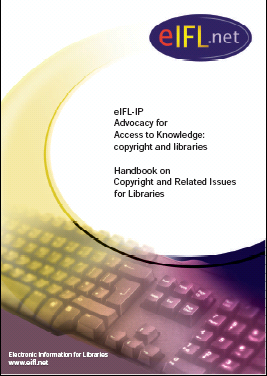 eIFL.net
eIFL-IP
Advocacy for
Access to Knowledge:
copyright and libraries
Handbook on
Copyright and Related Issues
for Libraries
Electronic Information for Libraries
www.eifl.net